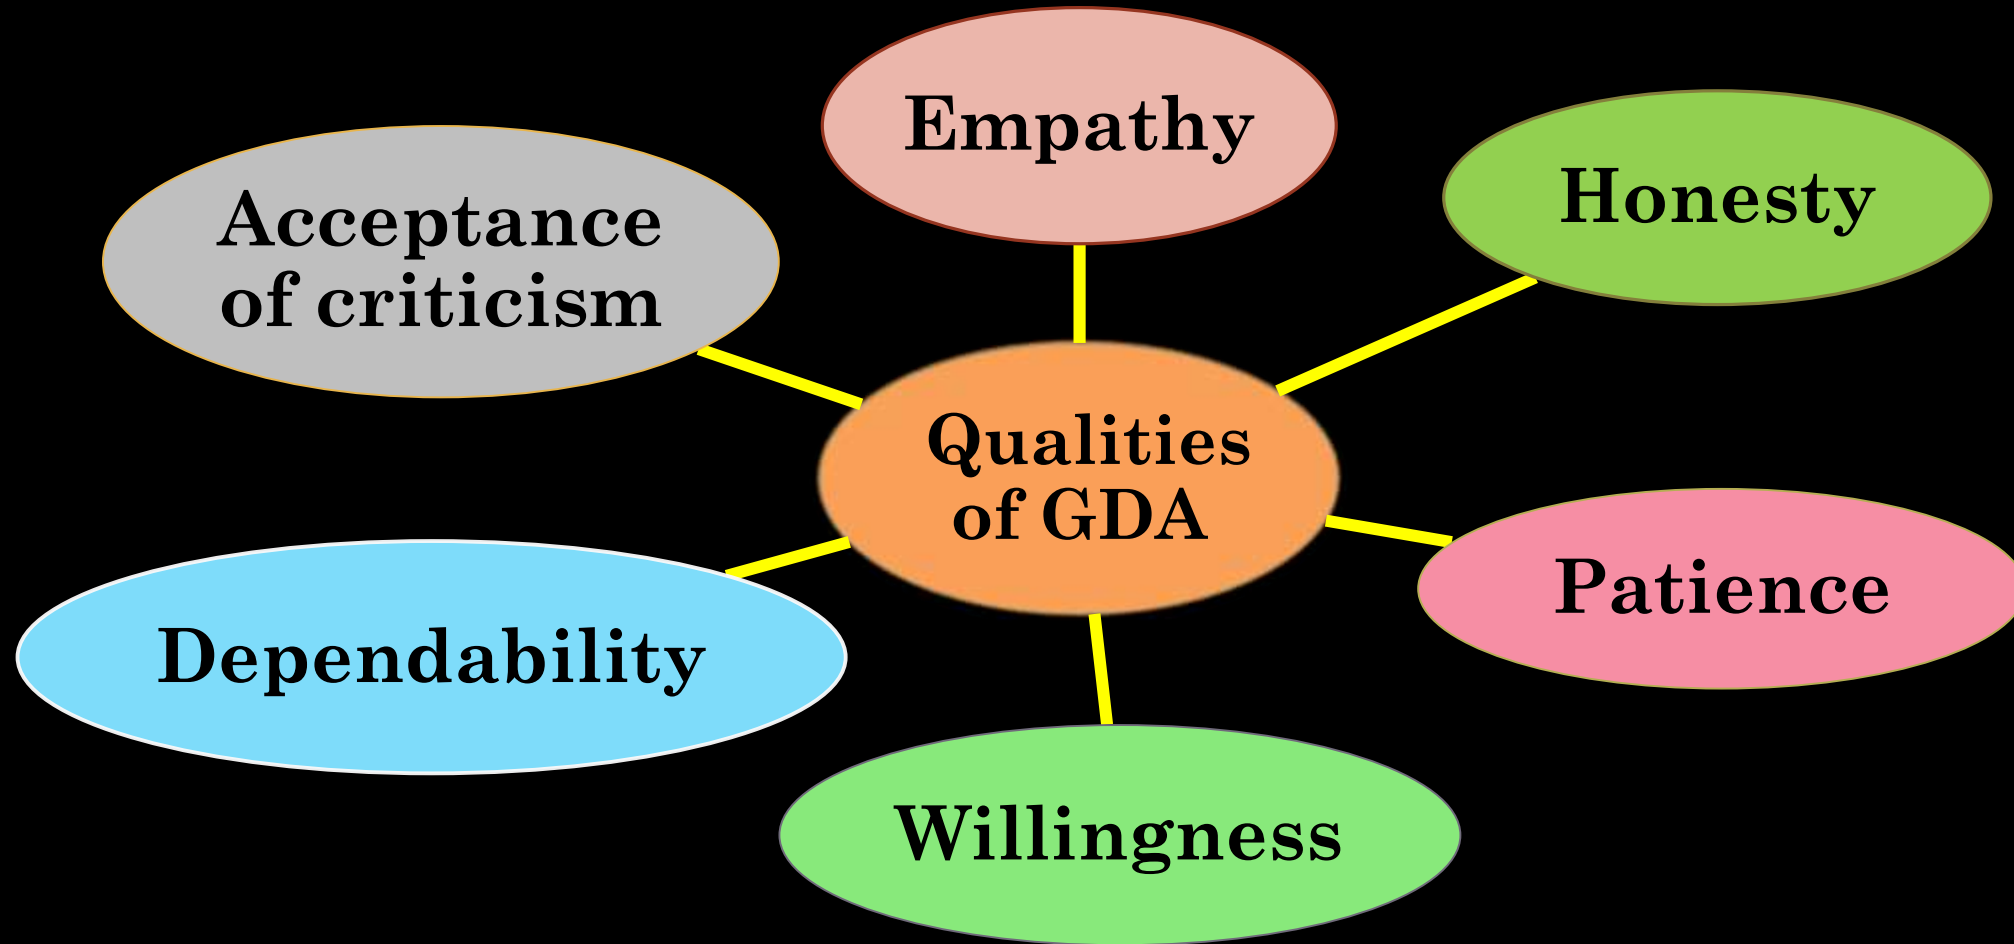 Empathy
Honesty
Acceptance
of criticism
Qualities
of GDA
Patience
Dependability
Willingness